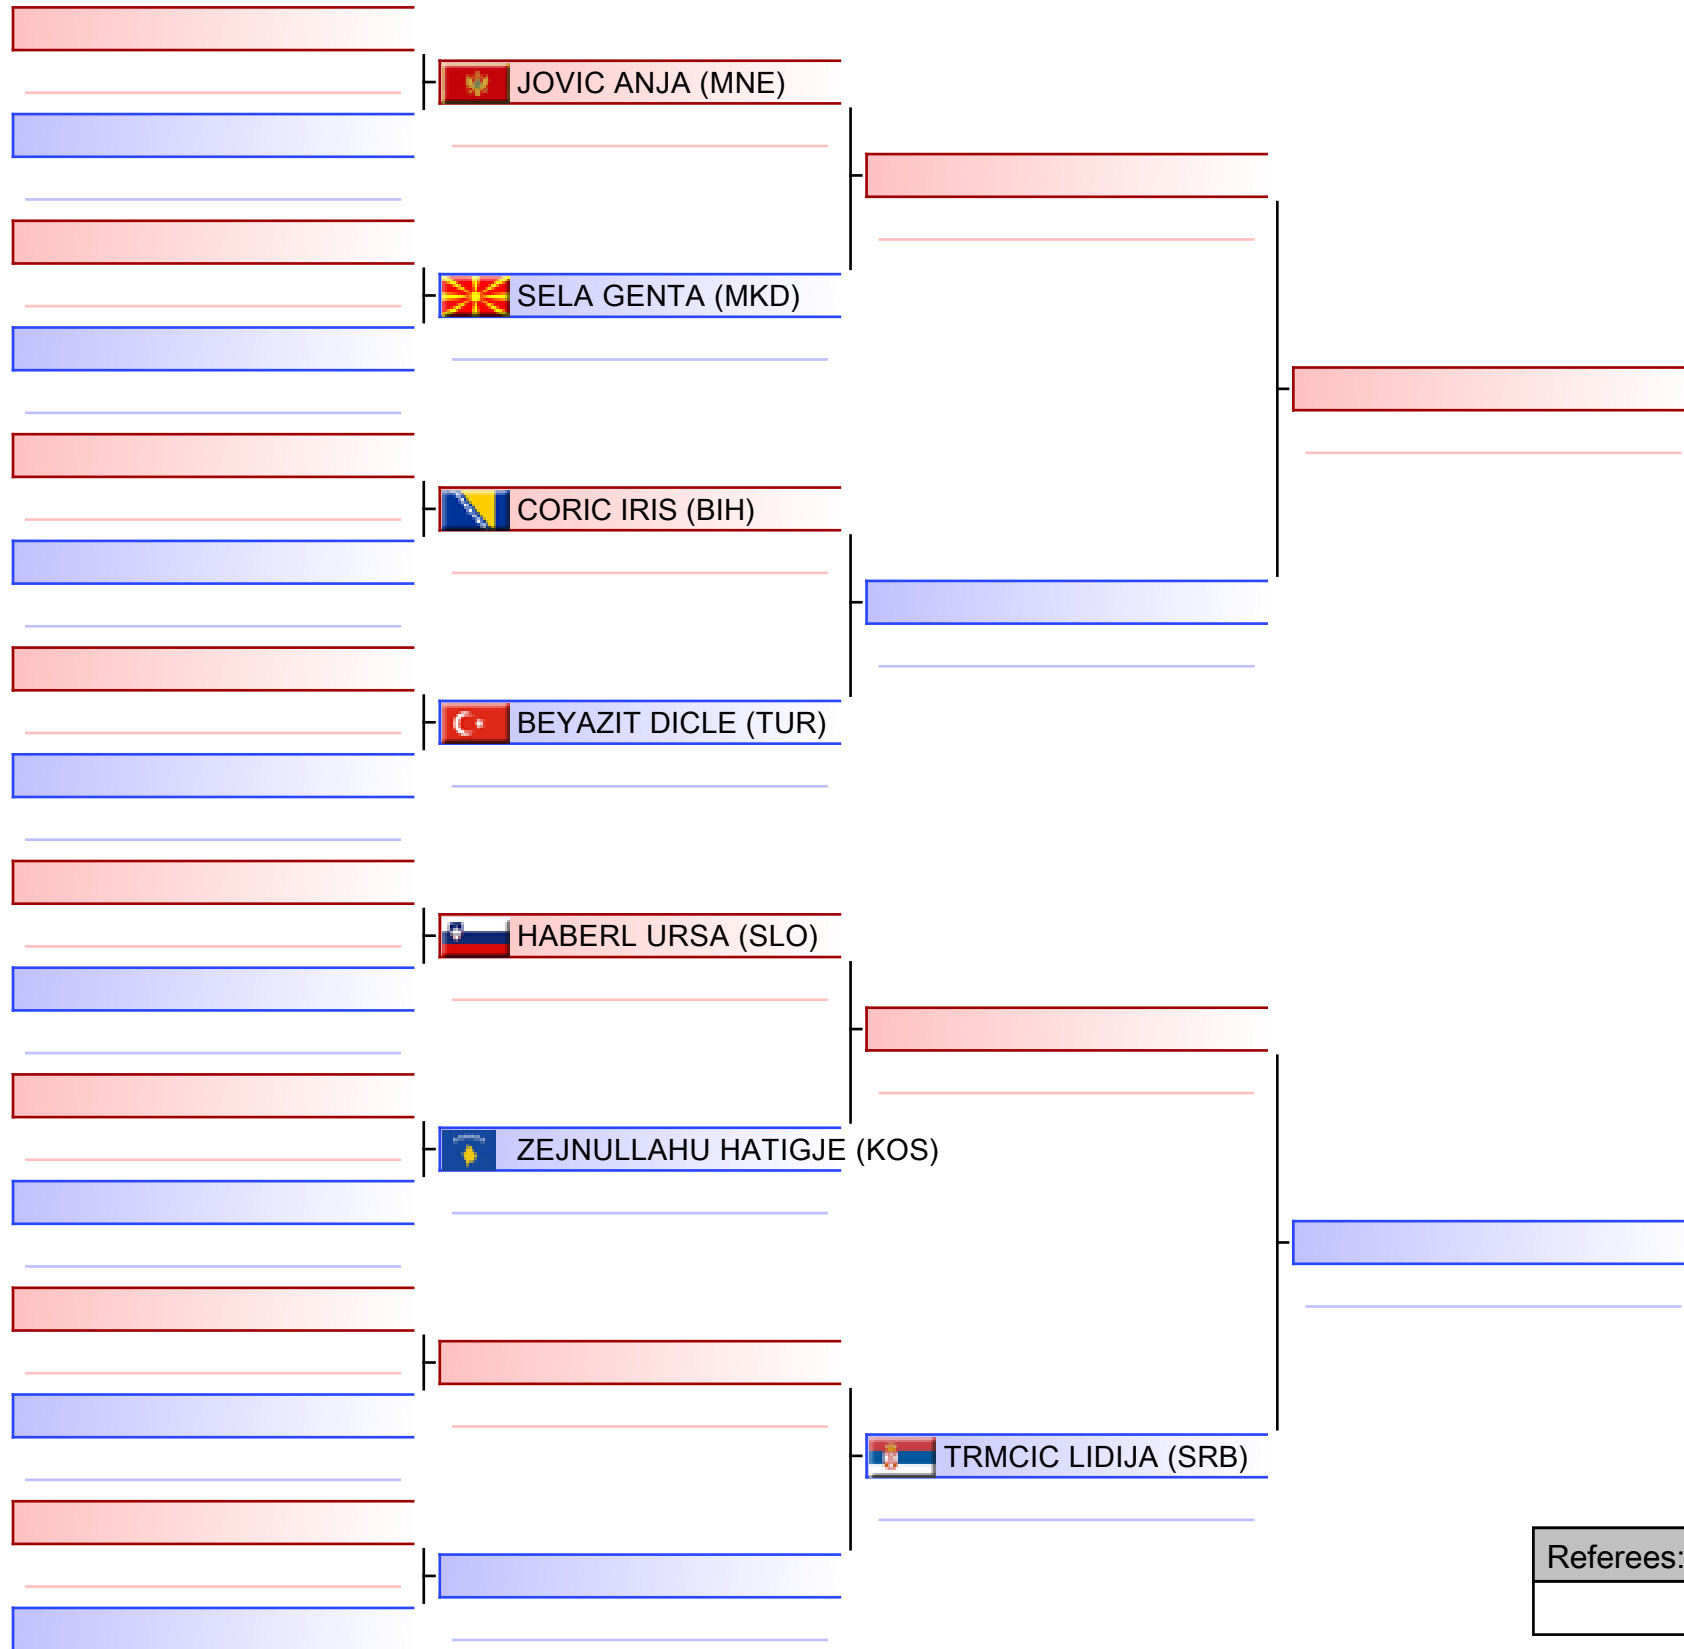 JOVIC ANJA (MNE)
SELA GENTA (MKD)
CORIC IRIS (BIH)
BEYAZIT DICLE (TUR)
HABERL URSA (SLO)
ZEJNULLAHU HATIGJE (KOS)
TRMCIC LIDIJA (SRB)
Referees: